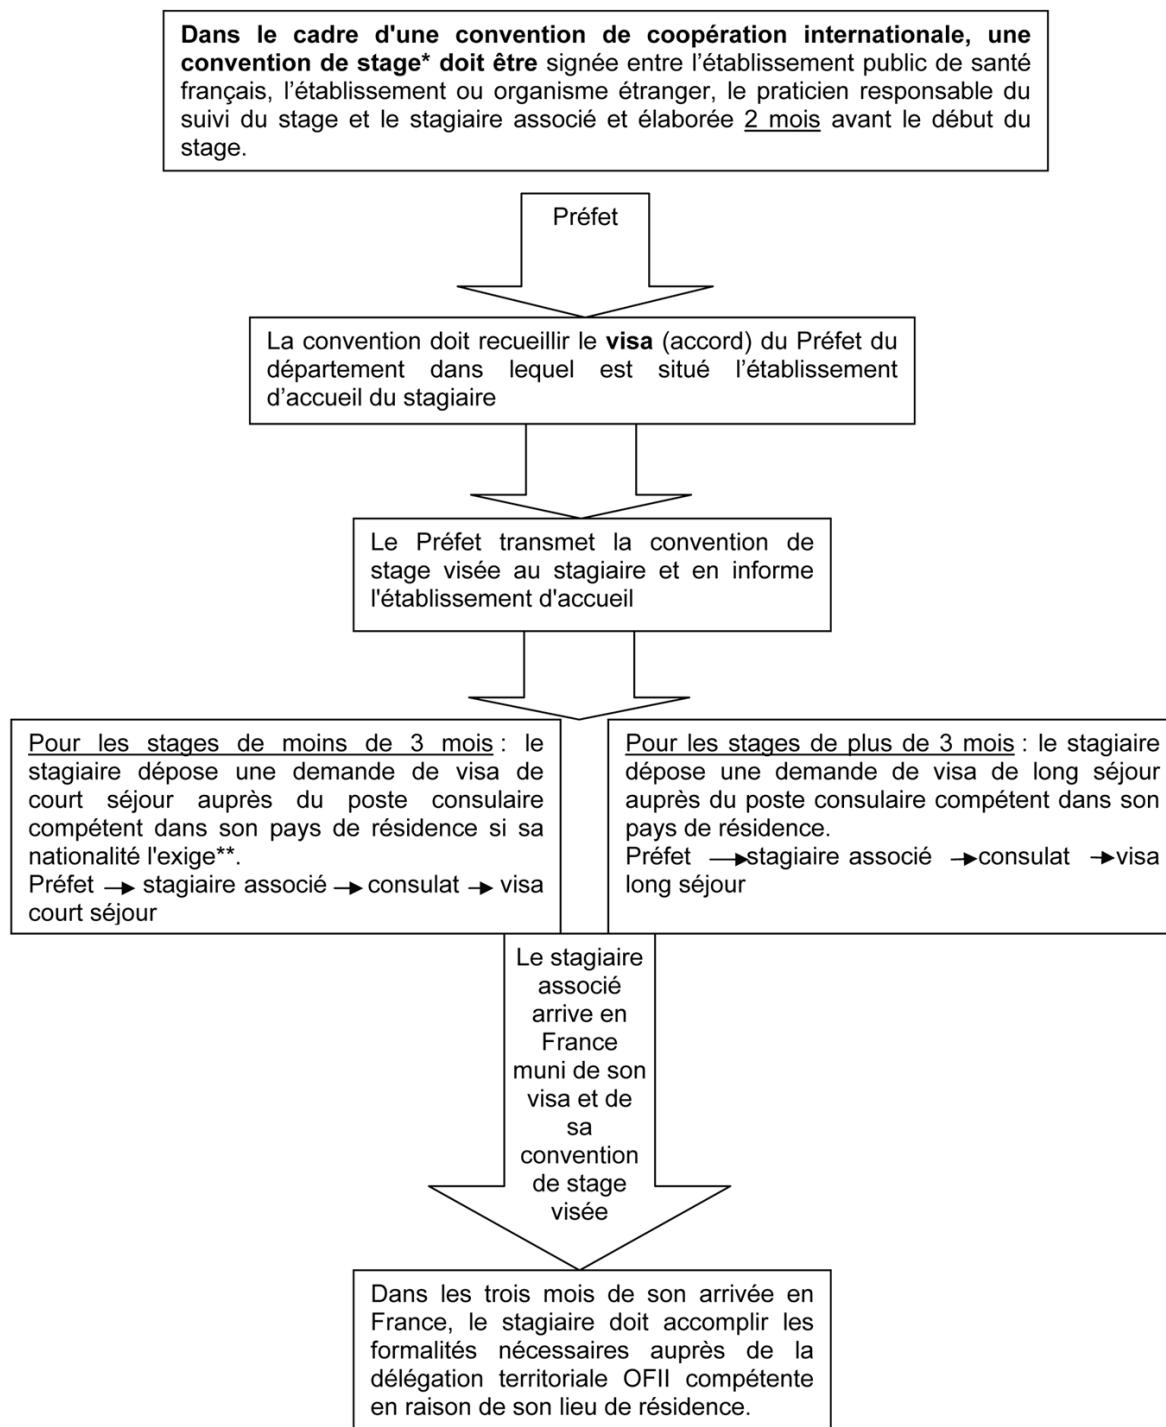 Dans le cadre d'une convention de coopération internationale, une
convention de stage* doit être signée entre l’établissement public de santé
français, l’établissement ou organisme étranger, le praticien responsable du
suivi du stage et le stagiaire associé et élaborée 2 mois avant le début du
stage.
Préfet
La convention doit recueillir le visa (accord) du Préfet du
département dans lequel est situé l’établissement
d’accueil du stagiaire
Le Préfet transmet la convention de
stage visée au stagiaire et en informe
l'établissement d'accueil
Pour les stages de moins de 3 mois : le
stagiaire dépose une demande de visa de
court séjour auprès du poste consulaire
compétent dans son pays de résidence si sa
nationalité l'exige**.
Préfet → stagiaire associé → consulat → visa
court séjour
Pour les stages de plus de 3 mois : le stagiaire
dépose une demande de visa de long séjour
auprès du poste consulaire compétent dans son
pays de résidence.
Préfet → stagiaire associé → consulat → visa
long séjour
Le stagiaire
associé
arrive en
France
muni de son
visa et de
sa
convention
de stage
visée
Dans les trois mois de son arrivée en
France, le stagiaire doit accomplir les
formalités nécessaires auprès de la
délégation territoriale OFII compétente
en raison de son lieu de résidence.